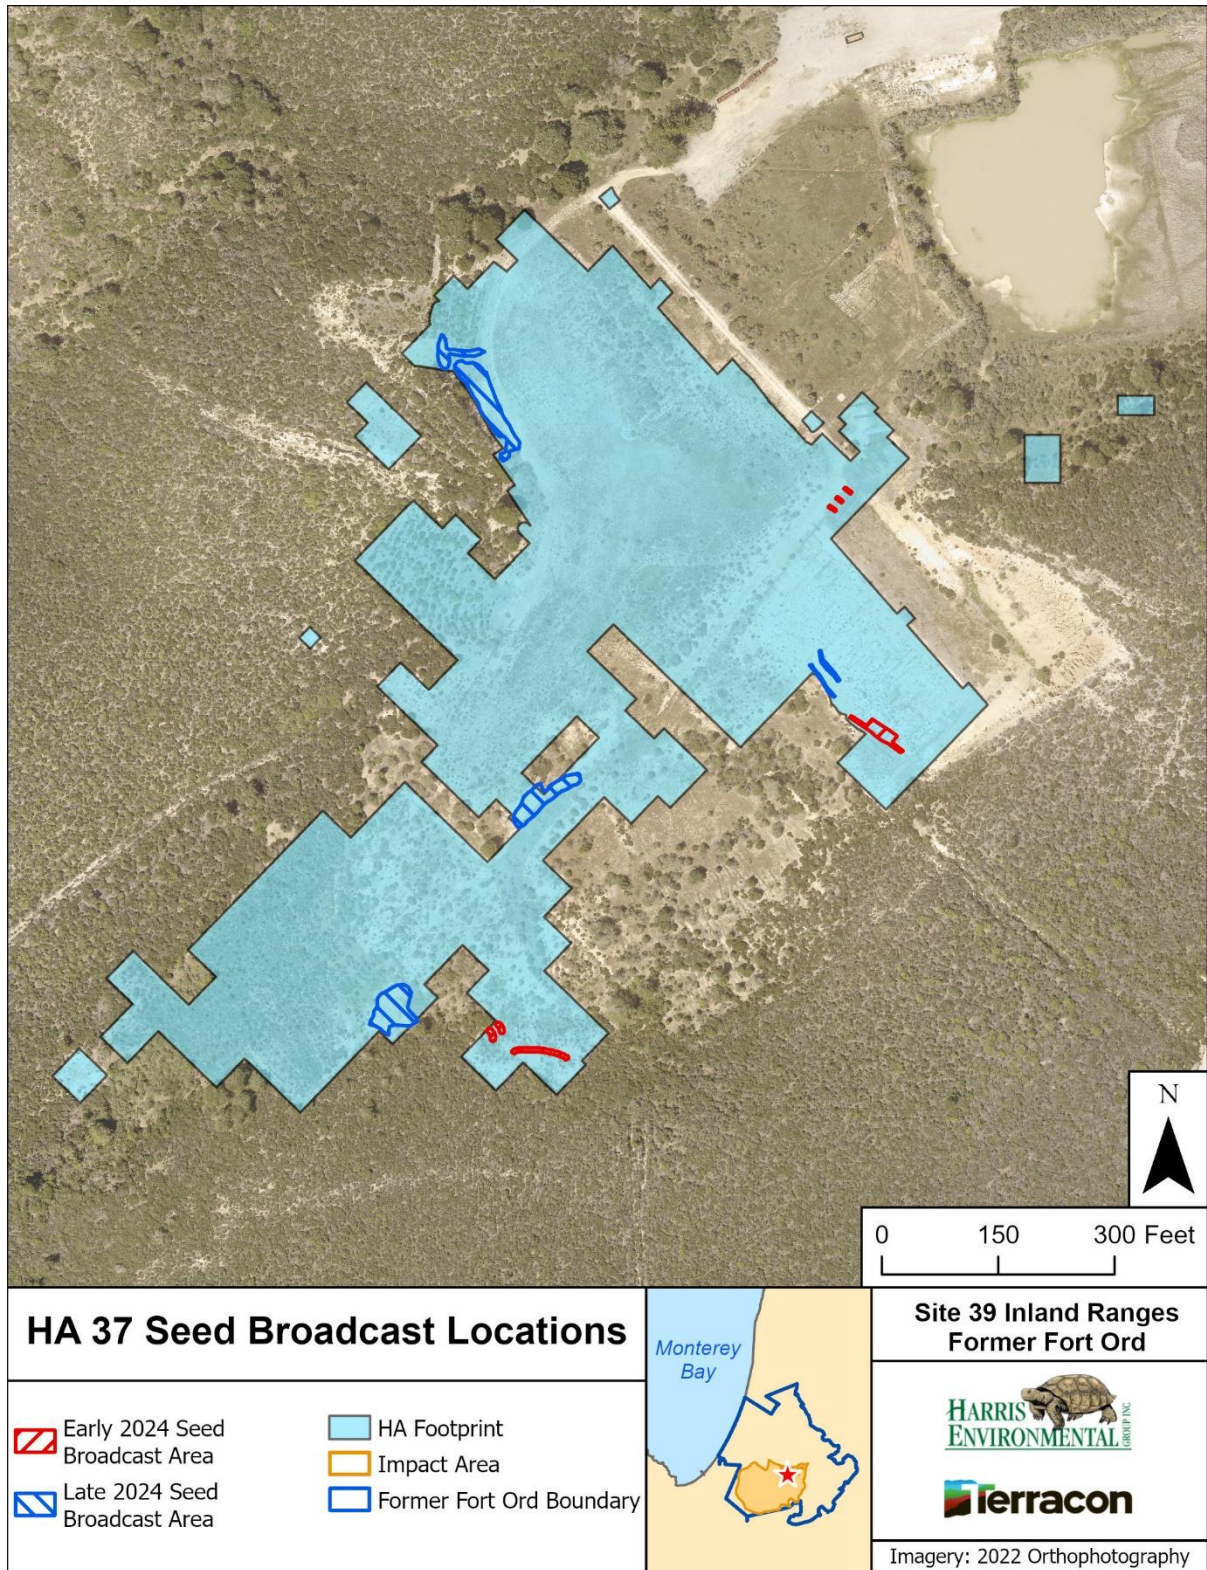 N
0 150 300 Feet
HA 37 Seed Broadcast Locations
Early 2024 Seed
Broadcast Area
Late 2024 Seed
Broadcast Area
HA Footprint
Impact Area
Former Fort Ord Boundary
Monterey
Bay
Site 39 Inland Ranges
Former Fort Ord
HARRIS
ENVIRONMENTAL
GROUP INC
Terracon
Imagery: 2022 Orthophotography